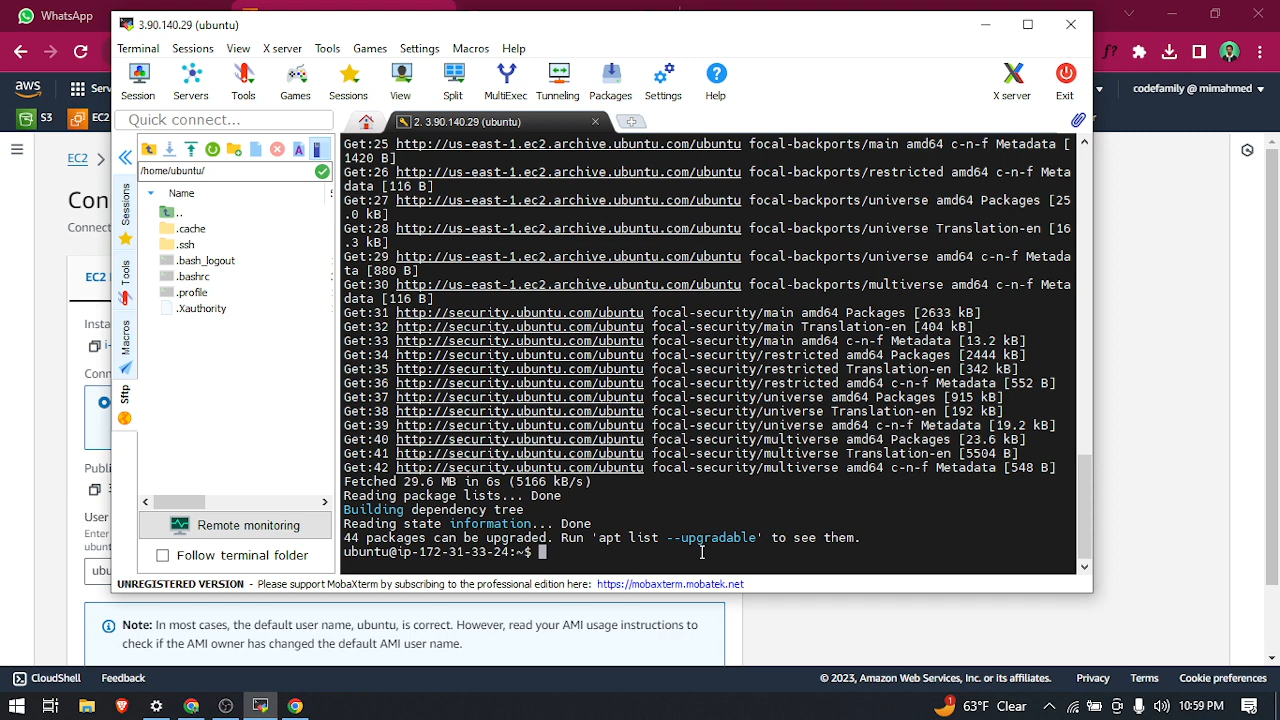 WhatsApp
3.90.140.29 (ubuntu)
Terminal Sessions View X server Tools Games Settings Macros Help
Session Servers Tools Games Sessions View Split MultiExec Tunneling Packages Settings Help X server Exit
aws
codefamily @ mimahmed
S3 EC2
Quick connect...
2. 3.90.140.29 (ubuntu)
/home/ubuntu/
Name
..
.cache
.ssh
.bash_logout
.bashrc
.profile
.Xauthority
Sessions
Tools
Macros
Sftp
Remote monitoring
Follow terminal folder
Get:25 http://us-east-1.ec2.archive.ubuntu.com/ubuntu focal-backports/main amd64 c-n-f Metadata [
1420 B]
Get:26 http://us-east-1.ec2.archive.ubuntu.com/ubuntu focal-backports/restricted amd64 c-n-f Meta
data [116 B]
Get:27 http://us-east-1.ec2.archive.ubuntu.com/ubuntu focal-backports/universe amd64 Packages [25
.0 kB]
Get:28 http://us-east-1.ec2.archive.ubuntu.com/ubuntu focal-backports/universe Translation-en [16
.3 kB]
Get:29 http://us-east-1.ec2.archive.ubuntu.com/ubuntu focal-backports/universe amd64 c-n-f Metada
ta [880 B]
Get:30 http://us-east-1.ec2.archive.ubuntu.com/ubuntu focal-backports/multiverse amd64 c-n-f Meta
data [116 B]
Get:31 http://security.ubuntu.com/ubuntu focal-security/main amd64 Packages [2633 kB]
Get:32 http://security.ubuntu.com/ubuntu focal-security/main Translation-en [404 kB]
Get:33 http://security.ubuntu.com/ubuntu focal-security/main amd64 c-n-f Metadata [13.2 kB]
Get:34 http://security.ubuntu.com/ubuntu focal-security/restricted amd64 Packages [2444 kB]
Get:35 http://security.ubuntu.com/ubuntu focal-security/restricted Translation-en [342 kB]
Get:36 http://security.ubuntu.com/ubuntu focal-security/restricted amd64 c-n-f Metadata [552 B]
Get:37 http://security.ubuntu.com/ubuntu focal-security/universe amd64 Packages [915 kB]
Get:38 http://security.ubuntu.com/ubuntu focal-security/universe Translation-en [192 kB]
Get:39 http://security.ubuntu.com/ubuntu focal-security/universe amd64 c-n-f Metadata [19.2 kB]
Get:40 http://security.ubuntu.com/ubuntu focal-security/multiverse amd64 Packages [23.6 kB]
Get:41 http://security.ubuntu.com/ubuntu focal-security/multiverse Translation-en [5504 B]
Get:42 http://security.ubuntu.com/ubuntu focal-security/multiverse amd64 c-n-f Metadata [548 B]
Fetched 29.6 MB in 6s (5166 kB/s)
Reading package lists... Done
Building dependency tree
Reading state information... Done
44 packages can be upgraded. Run 'apt list --upgradable' to see them.
ubuntu@ip-172-31-33-24:~$
UNREGISTERED VERSION - Please support MobaXterm by subscribing to the professional edition here: https://mobaxterm.mobatek.net
EC2
Con
Connect
EC2
Insta
i-
Conn
Publi
User
Enter
ubunt
ubu
Note: In most cases, the default user name, ubuntu, is correct. However, read your AMI usage instructions to
check if the AMI owner has changed the default AMI user name.
CloudShell Feedback © 2023, Amazon Web Services, Inc. or its affiliates. Privacy Terms Cookie preferences
1 63°F Clear 10:59 PM